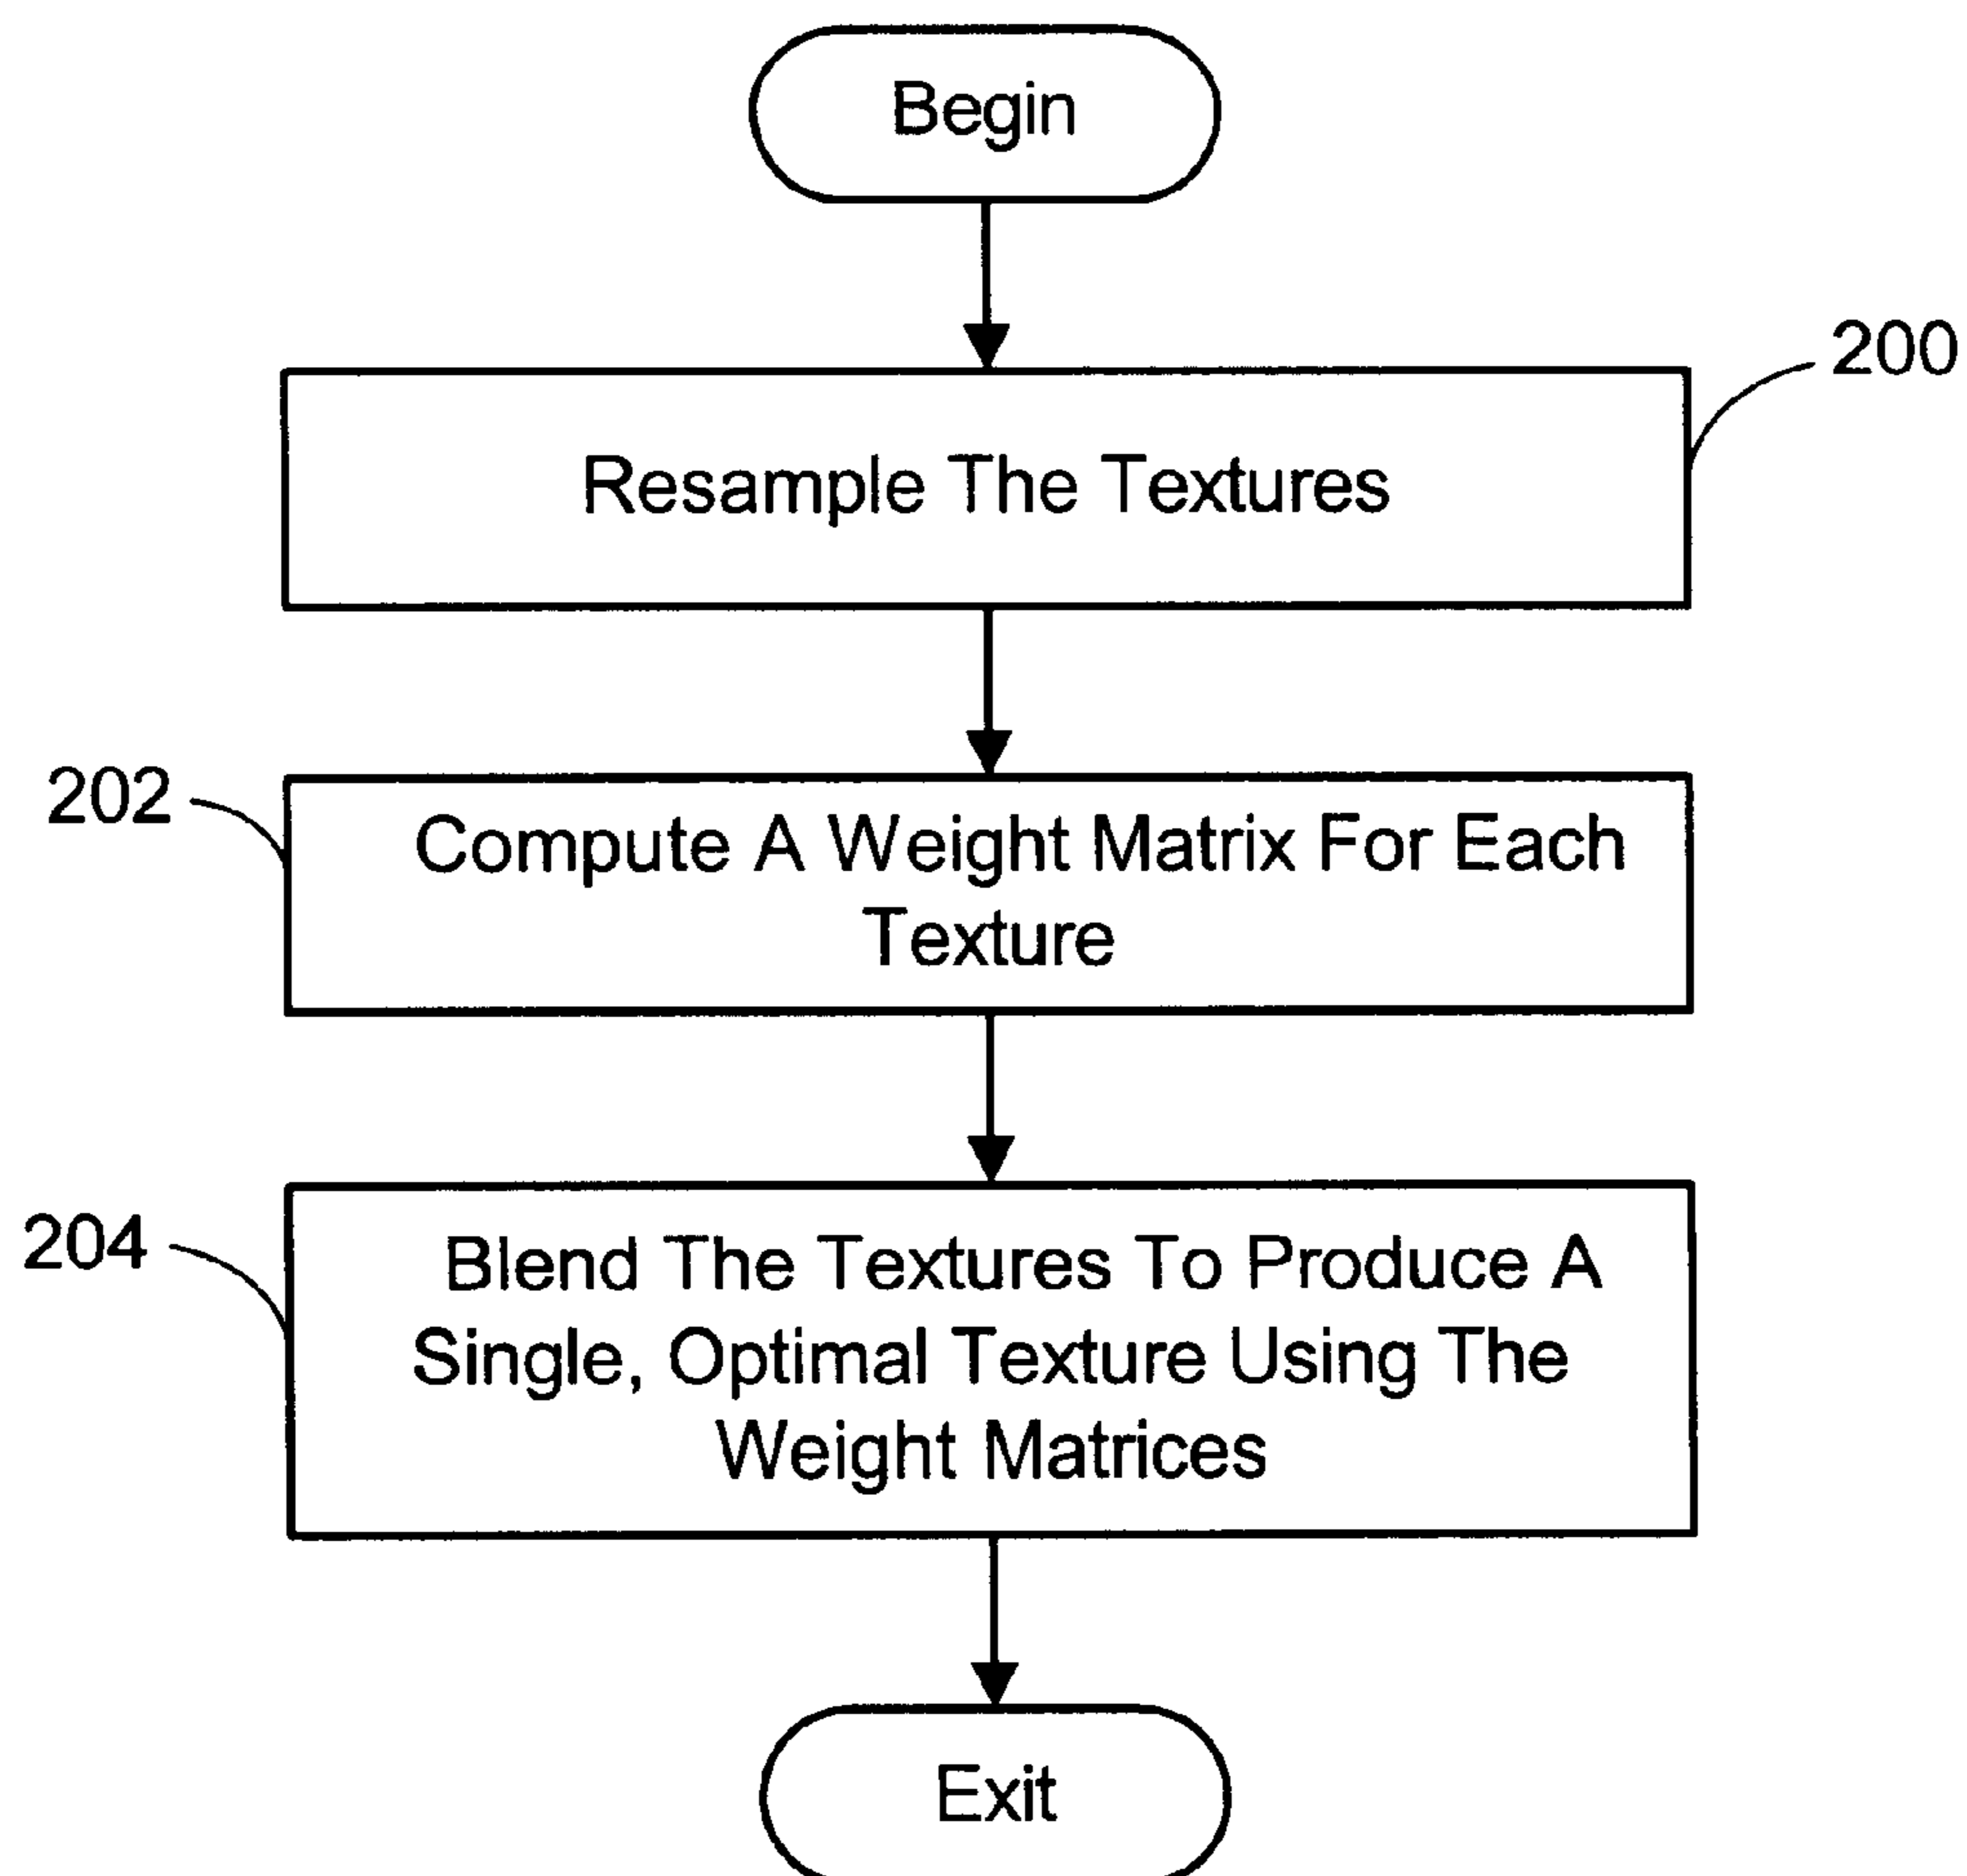 Begin
200
Resample The Textures
202
Compute A Weight Matrix For Each
Texture
204
Blend The Textures To Produce A
Single, Optimal Texture Using The
Weight Matrices
Exit